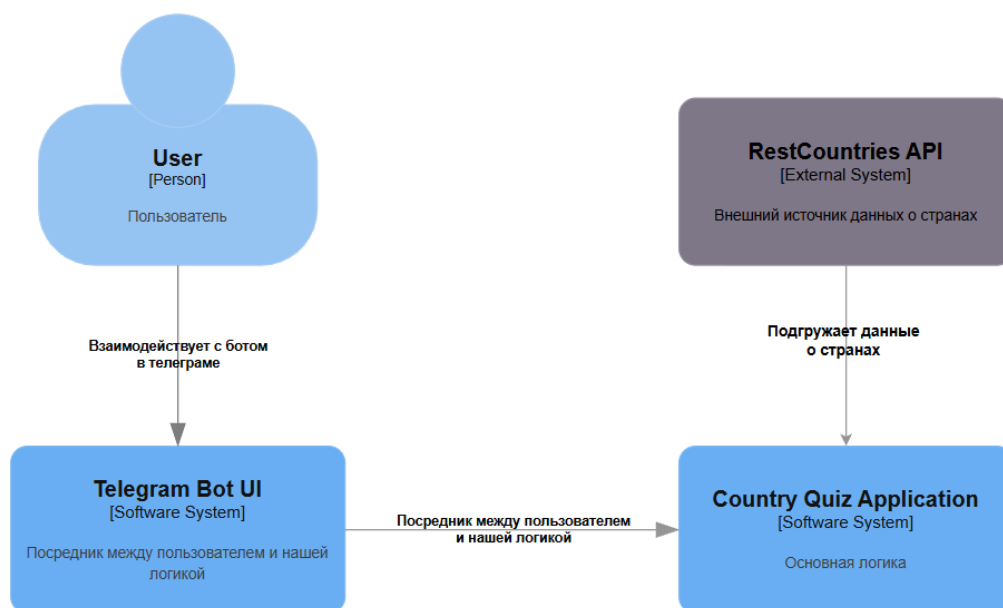 User
[Person]
Пользователь
RestCountries API
[External System]
Внешний источник данных о странах
Взаимодействует с ботом
в телеграме
Подгружает данные
о странах
Telegram Bot UI
[Software System]
Посредник между пользователем и нашей
логикой
Посредник между пользователем
и нашей логикой
Country Quiz Application
[Software System]
Основная логика